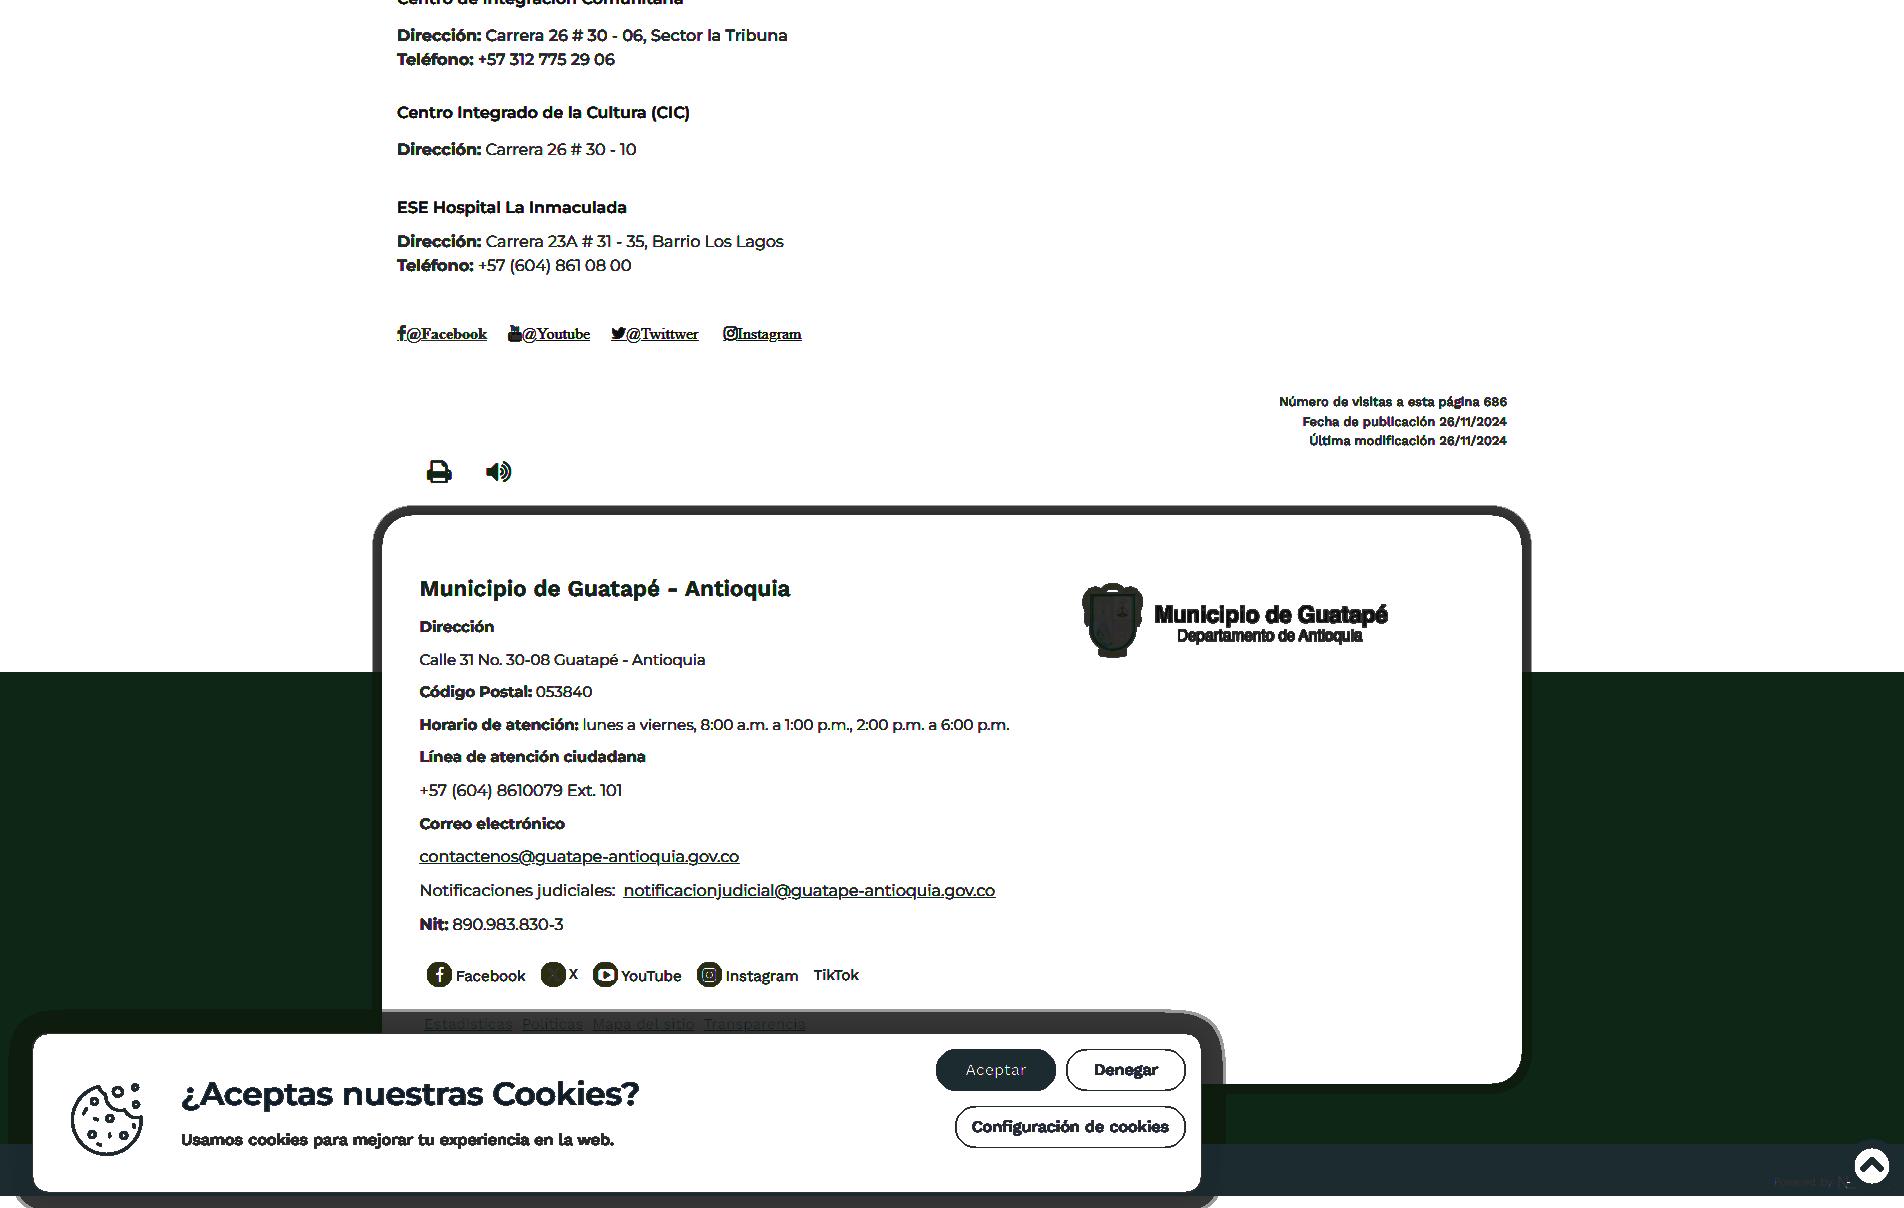 Centro de Integración Comunitaria
Dirección: Carrera 26 # 30 - 06, Sector la Tribuna
Teléfono: +57 312 775 29 06
Centro Integrado de la Cultura (CIC)
Dirección: Carrera 26 # 30 - 10
ESE Hospital La Inmaculada
Dirección: Carrera 23A # 31 - 35, Barrio Los Lagos
Teléfono: +57 (604) 861 08 00
@Facebook @Youtube @Twittwer Instagram
Número de visitas a esta página 686
Fecha de publicación 26/11/2024
Última modificación 26/11/2024
Municipio de Guatapé - Antioquia
Municipio de Guatapé
Departamento de Antioquia
Dirección
Calle 31 No. 30-08 Guatapé - Antioquia
Código Postal: 053840
Horario de atención: lunes a viernes, 8:00 a.m. a 1:00 p.m., 2:00 p.m. a 6:00 p.m.
Línea de atención ciudadana
+57 (604) 8610079 Ext. 101
Correo electrónico
contactenos@guatape-antioquia.gov.co
Notificaciones judiciales: notificacionjudicial@guatape-antioquia.gov.co
Nit: 890.983.830-3
Facebook X YouTube Instagram TikTok
Estadísticas Políticas Mapa del sitio Transparencia
¿Aceptas nuestras Cookies?
Usamos cookies para mejorar tu experiencia en la web.
Aceptar Denegar
Configuración de cookies
Powered by